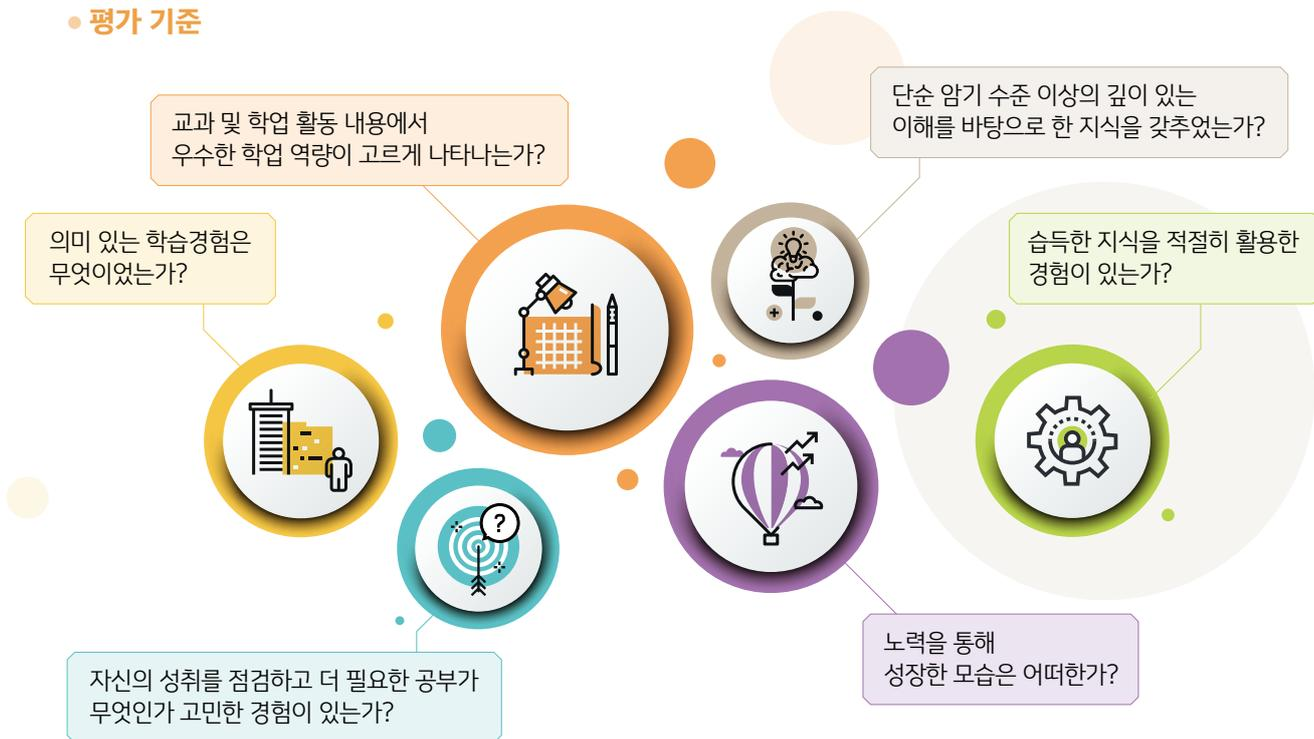 평가 기준
교과 및 학업 활동 내용에서
우수한 학업 역량이 고르게 나타나는가?
단순 암기 수준 이상의 깊이 있는
이해를 바탕으로 한 지식을 갖추었는가?
의미 있는 학습경험은
무엇이었는가?
습득한 지식을 적절히 활용한
경험이 있는가?
?
노력을 통해
성장한 모습은 어떠한가?
자신의 성취를 점검하고 더 필요한 공부가
무엇인가 고민한 경험이 있는가?